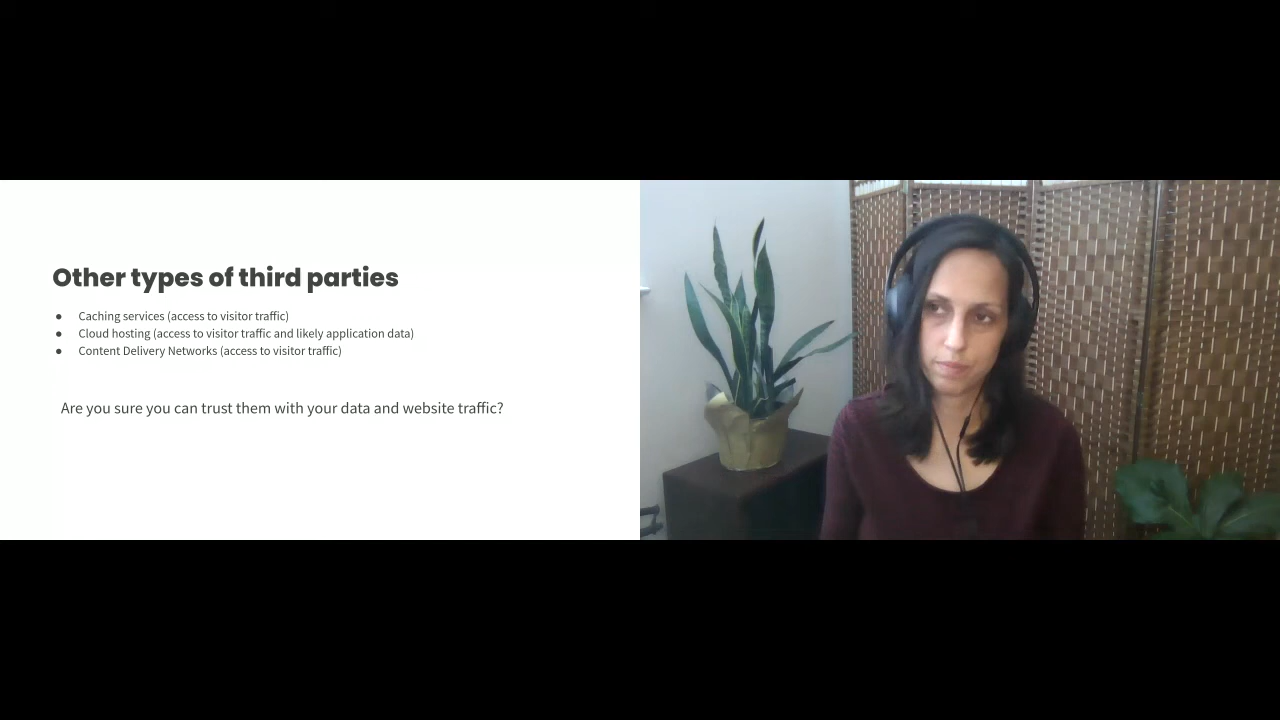 Other types of third parties
● Caching services (access to visitor traffic)
● Cloud hosting (access to visitor traffic and likely application data)
● Content Delivery Networks (access to visitor traffic)
Are you sure you can trust them with your data and website traffic?